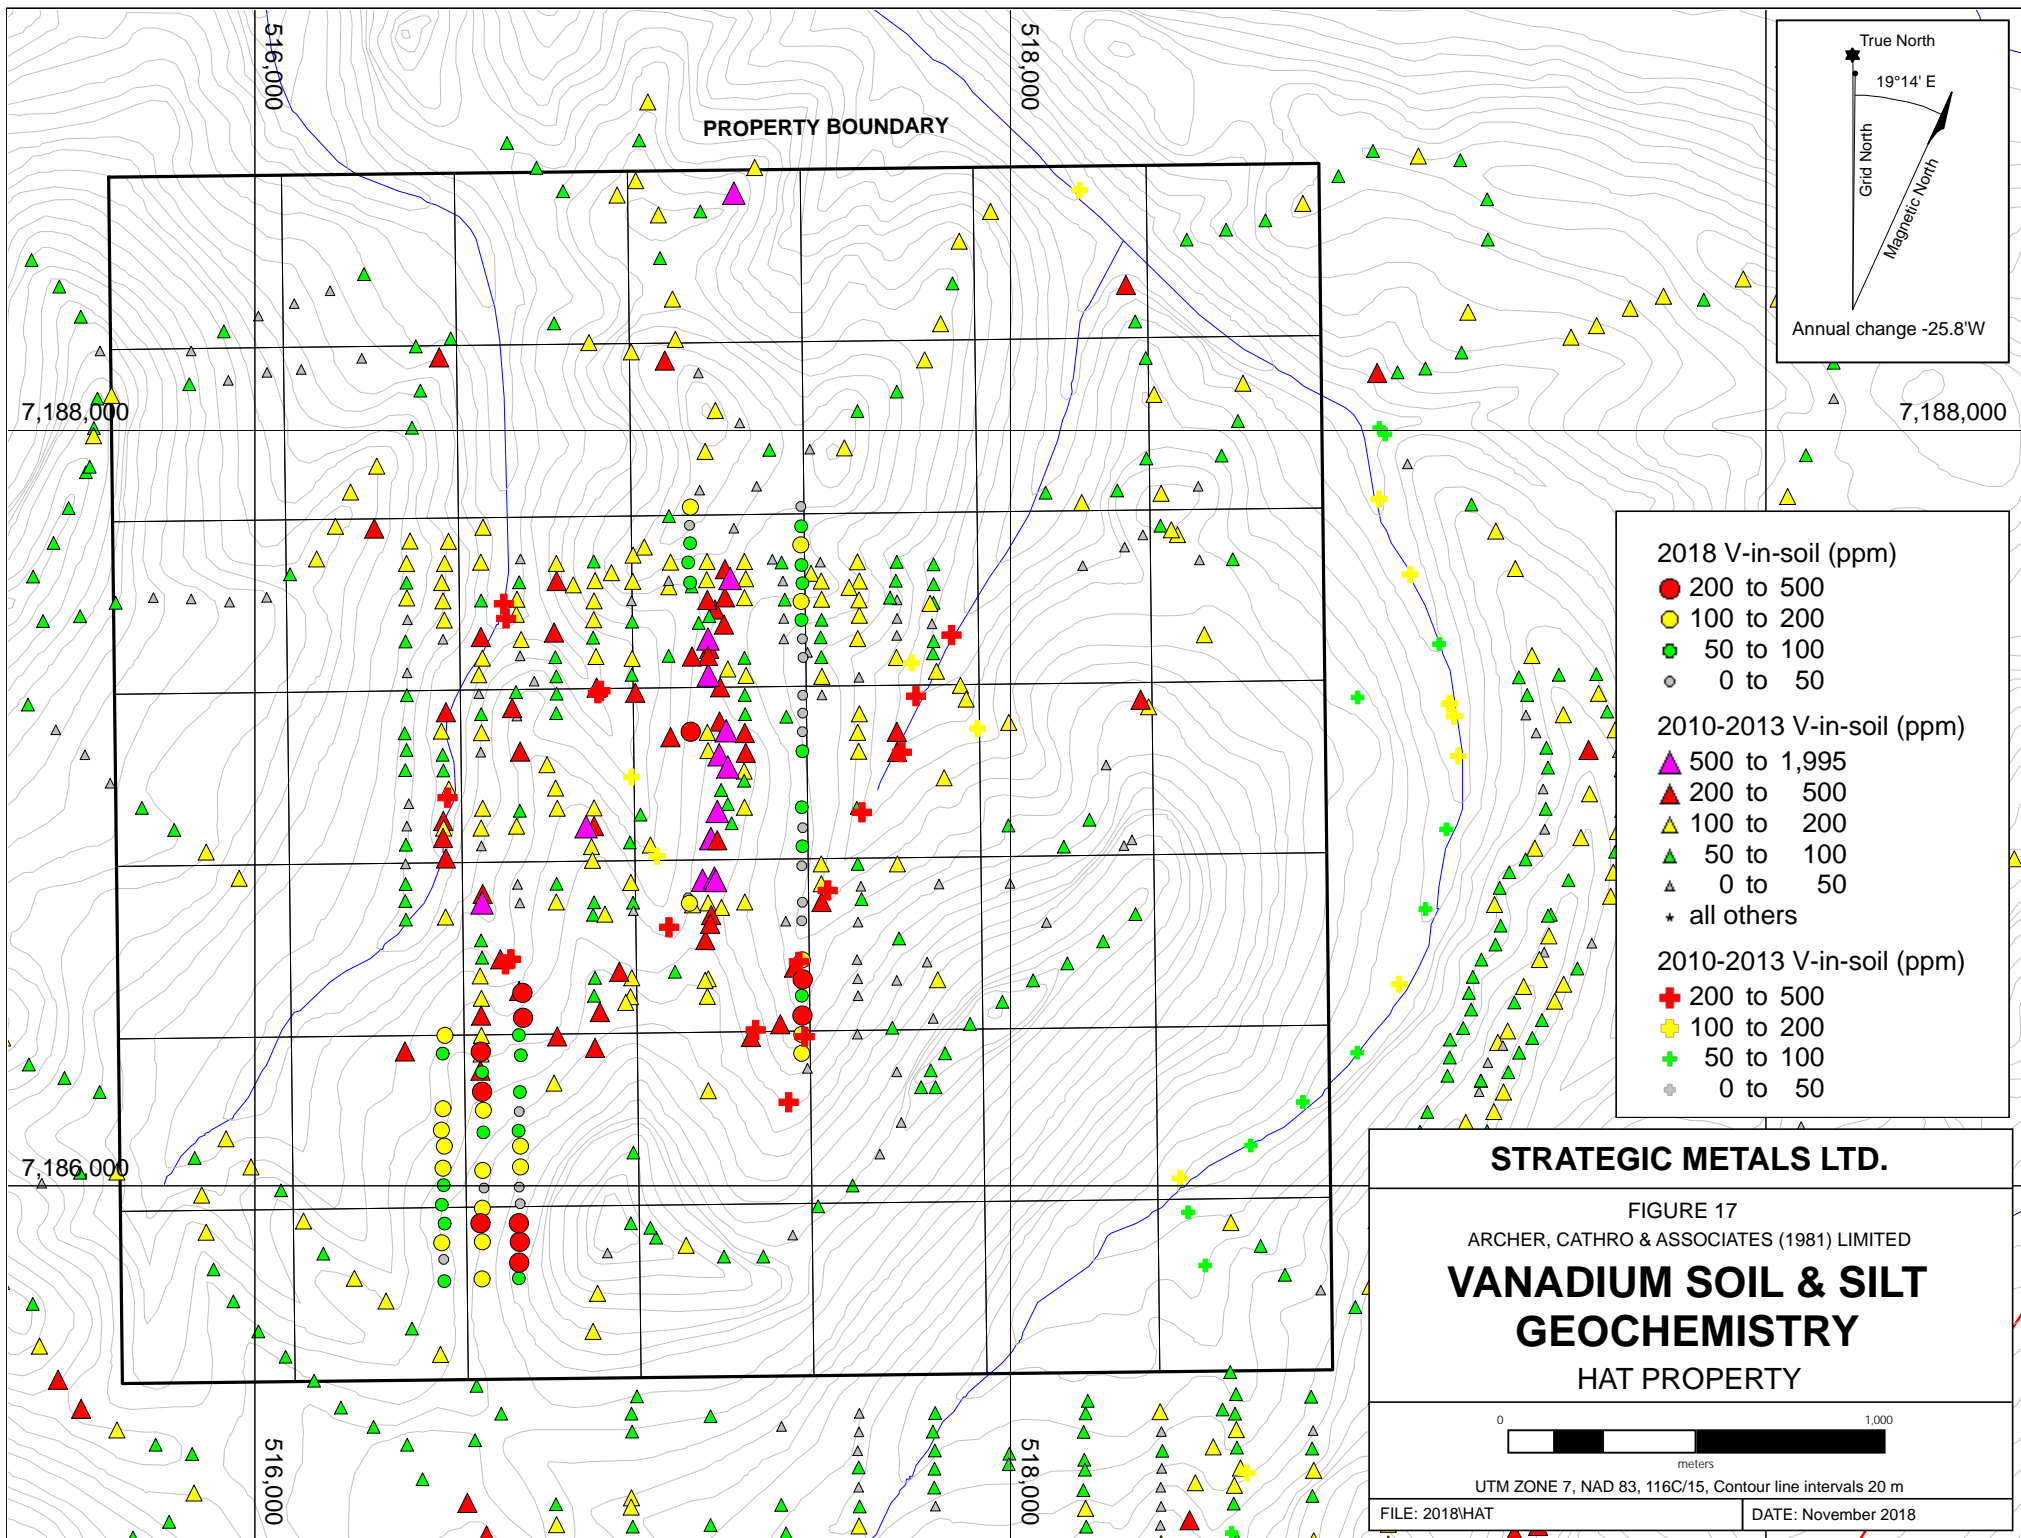 516,000
518,000
PROPERTY BOUNDARY
True North
19°14' E
Grid North
Magnetic North
Annual change -25.8'W
7,188,000
7,188,000
2018 V-in-soil (ppm)
200 to 500
100 to 200
50 to 100
0 to 50
2010-2013 V-in-soil (ppm)
500 to 1,995
200 to 500
100 to 200
50 to 100
0 to 50
all others
2010-2013 V-in-soil (ppm)
200 to 500
100 to 200
50 to 100
0 to 50
7,186,000
STRATEGIC METALS LTD.
FIGURE 17
ARCHER, CATHRO & ASSOCIATES (1981) LIMITED
VANADIUM SOIL & SILT
GEOCHEMISTRY
HAT PROPERTY
0 1,000
meters
UTM ZONE 7, NAD 83, 116C/15, Contour line intervals 20 m
FILE: 2018\HAT
DATE: November 2018
516,000
518,000